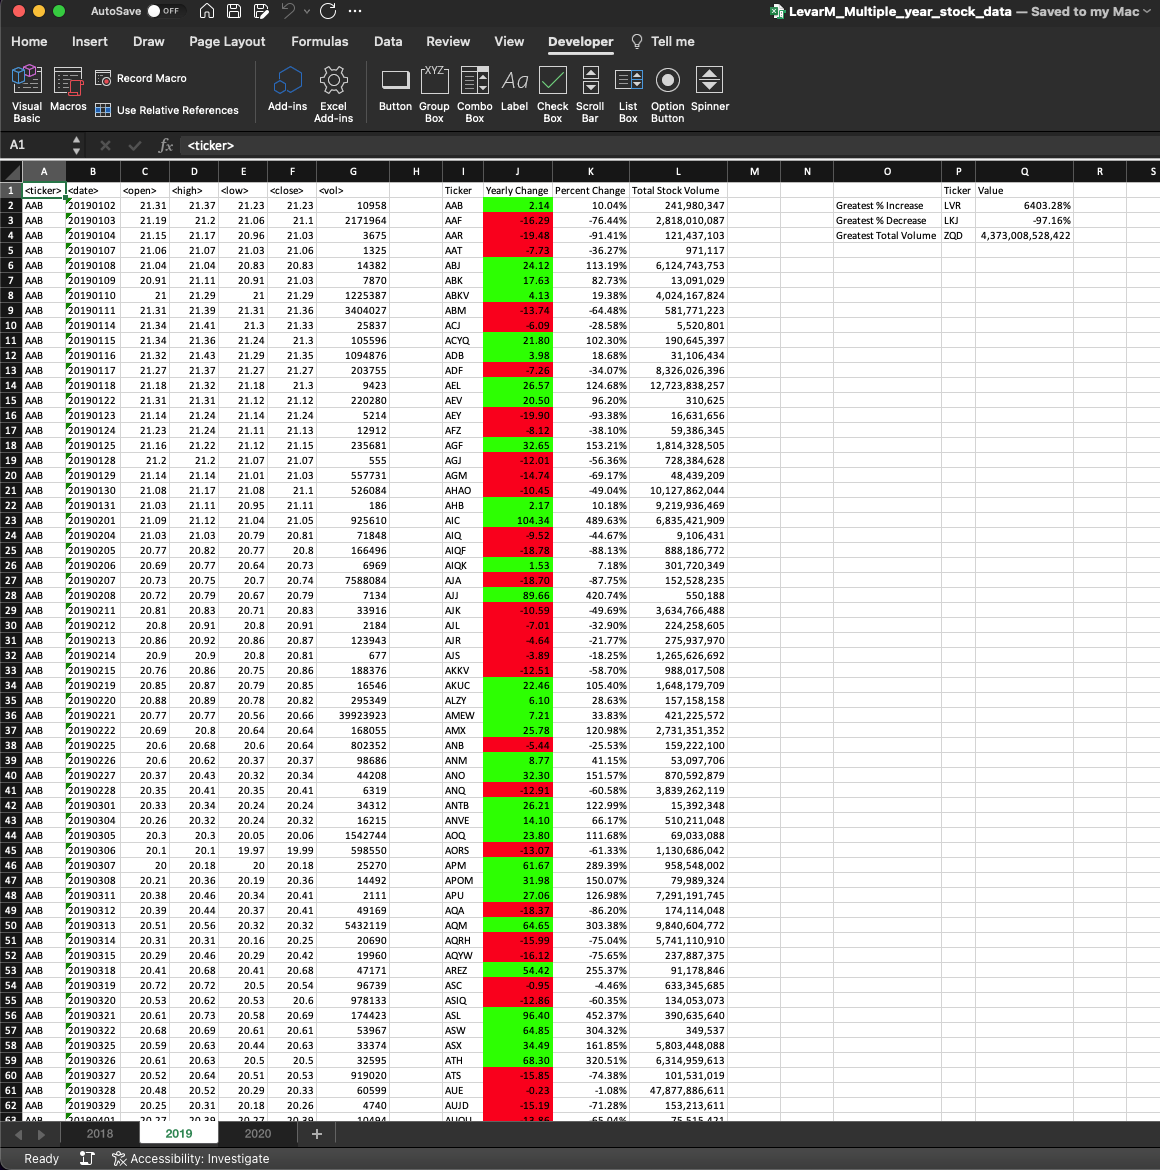 AutoSave OFF LevarM_Multiple_year_stock_data — Saved to my Mac
Home Insert Draw Page Layout Formulas Data Review View Developer Tell me
Visual Basic Macros Record Macro Use Relative References Add-ins Excel Add-ins Button Group Box Combo Box Label Check Box Scroll Bar List Box Option Button Spinner
XYZ Aa
A1 fx <ticker>
A B C D E F G H I J K L M N O P Q R S
1 <ticker> <date> <open> <high> <low> <close> <vol> Ticker Yearly Change Percent Change Total Stock Volume Ticker Value
2 AAB 20190102 21.31 21.37 21.23 21.23 10958 AAB 2.14 10.04% 241,980,347 Greatest % Increase LVR 6403.28%
3 AAB 20190103 21.19 21.2 21.06 21.1 2171964 AAF -16.29 -76.44% 2,818,010,087 Greatest % Decrease LKJ -97.16%
4 AAB 20190104 21.15 21.17 20.96 21.03 3675 AAR -19.48 -91.41% 121,437,103 Greatest Total Volume ZQD 4,373,008,528,422
5 AAB 20190107 21.06 21.07 21.03 21.06 1325 AAT -7.73 -36.27% 971,117
6 AAB 20190108 21.04 21.04 20.83 20.83 14382 ABJ 24.12 113.19% 6,124,743,753
7 AAB 20190109 20.91 21.11 20.91 21.03 7870 ABK 17.63 82.73% 13,091,029
8 AAB 20190110 21 21.29 21 21.29 1225387 ABKV 4.13 19.38% 4,024,167,824
9 AAB 20190111 21.31 21.39 21.31 21.36 3404027 ABM -13.74 -64.48% 581,771,223
10 AAB 20190114 21.34 21.41 21.3 21.33 25837 ACJ -6.09 -28.58% 5,520,801
11 AAB 20190115 21.34 21.36 21.24 21.3 105596 ACYQ 21.80 102.30% 190,645,397
12 AAB 20190116 21.32 21.43 21.29 21.35 1094876 ADB 3.98 18.68% 31,106,434
13 AAB 20190117 21.27 21.37 21.27 21.27 203755 ADF -7.26 -34.07% 8,326,026,396
14 AAB 20190118 21.18 21.32 21.18 21.3 9423 AEL 26.57 124.68% 12,723,838,257
15 AAB 20190122 21.31 21.31 21.12 21.12 220280 AEV 20.50 96.20% 310,625
16 AAB 20190123 21.14 21.24 21.14 21.24 5214 AEY -19.90 -93.38% 16,631,656
17 AAB 20190124 21.23 21.24 21.11 21.13 12912 AFZ -8.12 -38.10% 59,386,345
18 AAB 20190125 21.16 21.22 21.12 21.15 235681 AGF 32.65 153.21% 1,814,328,505
19 AAB 20190128 21.2 21.2 21.07 21.07 555 AGJ -12.01 -56.36% 728,384,628
20 AAB 20190129 21.14 21.14 21.01 21.03 557731 AGM -14.74 -69.17% 48,439,209
21 AAB 20190130 21.08 21.17 21.08 21.1 526084 AHAO -10.45 -49.04% 10,127,862,044
22 AAB 20190131 21.03 21.11 20.95 21.11 186 AHB 2.17 10.18% 9,219,936,469
23 AAB 20190201 21.09 21.12 21.04 21.05 925610 AIC 104.34 489.63% 6,835,421,909
24 AAB 20190204 21.03 21.03 20.79 20.81 71848 AIQ -9.52 -44.67% 9,106,431
25 AAB 20190205 20.77 20.82 20.77 20.8 166496 AIQF -18.78 -88.13% 888,186,772
26 AAB 20190206 20.69 20.77 20.64 20.73 6969 AIQK 1.53 7.18% 301,720,349
27 AAB 20190207 20.73 20.75 20.7 20.74 7588084 AJA -18.70 -87.75% 152,528,235
28 AAB 20190208 20.72 20.79 20.67 20.79 7134 AJJ 89.66 420.74% 550,188
29 AAB 20190211 20.81 20.83 20.71 20.83 33916 AJK -10.59 -49.69% 3,634,766,488
30 AAB 20190212 20.8 20.91 20.8 20.91 2184 AJL -7.01 -32.90% 224,258,605
31 AAB 20190213 20.86 20.92 20.86 20.87 123943 AJR -4.64 -21.77% 275,937,970
32 AAB 20190214 20.9 20.9 20.8 20.81 677 AJS -3.89 -18.25% 1,265,626,692
33 AAB 20190215 20.76 20.86 20.75 20.86 188376 AKKV -12.51 -58.70% 988,017,508
34 AAB 20190219 20.85 20.87 20.79 20.85 16546 AKUC 22.46 105.40% 1,648,179,709
35 AAB 20190220 20.88 20.89 20.78 20.82 295349 ALZY 6.10 28.63% 157,158,158
36 AAB 20190221 20.77 20.77 20.56 20.66 39923923 AMEW 7.21 33.83% 421,225,572
37 AAB 20190222 20.69 20.8 20.64 20.64 168055 AMX 25.78 120.98% 2,731,351,352
38 AAB 20190225 20.6 20.68 20.6 20.64 802352 ANB -5.44 -25.53% 159,222,100
39 AAB 20190226 20.6 20.62 20.37 20.37 98686 ANM 8.77 41.15% 53,097,706
40 AAB 20190227 20.37 20.43 20.32 20.34 44208 ANO 32.30 151.57% 870,592,879
41 AAB 20190228 20.35 20.41 20.35 20.41 6319 ANQ -12.91 -60.58% 3,839,262,119
42 AAB 20190301 20.33 20.34 20.24 20.24 34312 ANTB 26.21 122.99% 15,392,348
43 AAB 20190304 20.26 20.32 20.24 20.32 16215 ANVE 14.10 66.17% 510,211,048
44 AAB 20190305 20.3 20.3 20.05 20.06 1542744 AOQ 23.80 111.68% 69,033,088
45 AAB 20190306 20.1 20.1 19.97 19.99 598550 AORS -13.07 -61.33% 1,130,686,042
46 AAB 20190307 20 20.18 20 20.18 25270 APM 61.67 289.39% 958,548,002
47 AAB 20190308 20.21 20.36 20.19 20.36 14492 APOM 31.98 150.07% 79,989,324
48 AAB 20190311 20.38 20.46 20.34 20.41 2111 APU 27.06 126.98% 7,291,191,745
49 AAB 20190312 20.39 20.44 20.37 20.41 49169 AQA -18.37 -86.20% 174,114,048
50 AAB 20190313 20.51 20.56 20.32 20.32 5432119 AQM 64.65 303.38% 9,840,604,772
51 AAB 20190314 20.31 20.31 20.16 20.25 20690 AQRH -15.99 -75.04% 5,741,110,910
52 AAB 20190315 20.29 20.46 20.29 20.42 19960 AQYW -16.12 -75.65% 237,887,375
53 AAB 20190318 20.41 20.68 20.41 20.68 47171 AREZ 54.42 255.37% 91,178,846
54 AAB 20190319 20.72 20.72 20.5 20.54 96739 ASC -0.95 -4.46% 633,345,685
55 AAB 20190320 20.53 20.62 20.53 20.6 978133 ASIQ -12.86 -60.35% 134,053,073
56 AAB 20190321 20.61 20.73 20.58 20.69 174423 ASL 96.40 452.37% 390,635,640
57 AAB 20190322 20.68 20.69 20.61 20.61 53967 ASW 64.85 304.32% 349,537
58 AAB 20190325 20.59 20.63 20.44 20.63 33374 ASX 34.49 161.85% 5,803,448,088
59 AAB 20190326 20.61 20.63 20.5 20.5 32595 ATH 68.30 320.51% 6,314,959,613
60 AAB 20190327 20.52 20.64 20.51 20.53 919020 ATS -15.85 -74.38% 101,531,019
61 AAB 20190328 20.48 20.52 20.29 20.33 60599 AUE -0.23 -1.08% 47,877,886,611
62 AAB 20190329 20.25 20.31 20.18 20.26 4740 AUJD -15.19 -71.28% 153,213,611
2018 2019 2020 +
Ready Accessibility: Investigate